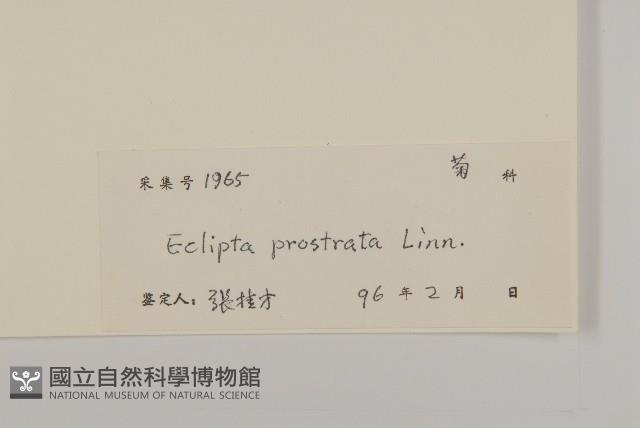 采集号 1965 菊 科
Eclipta prostrata Linn.
鉴定人: 張桂才 96 年 2 月 日
國立自然科學博物館
NATIONAL MUSEUM OF NATURAL SCIENCE